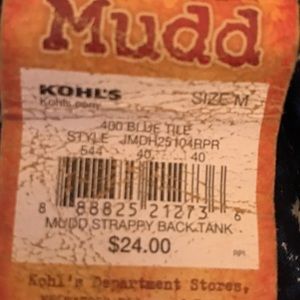 Mudd
KOHL'S
Kohls.com
SIZE M
400 BLUE TILE
STYLE JMDH25104RPR
544 40 40
8 88825 21273 6
MUDD STRAPPY BACK TANK
$24.00
RPI
Kohl's Department Stores,